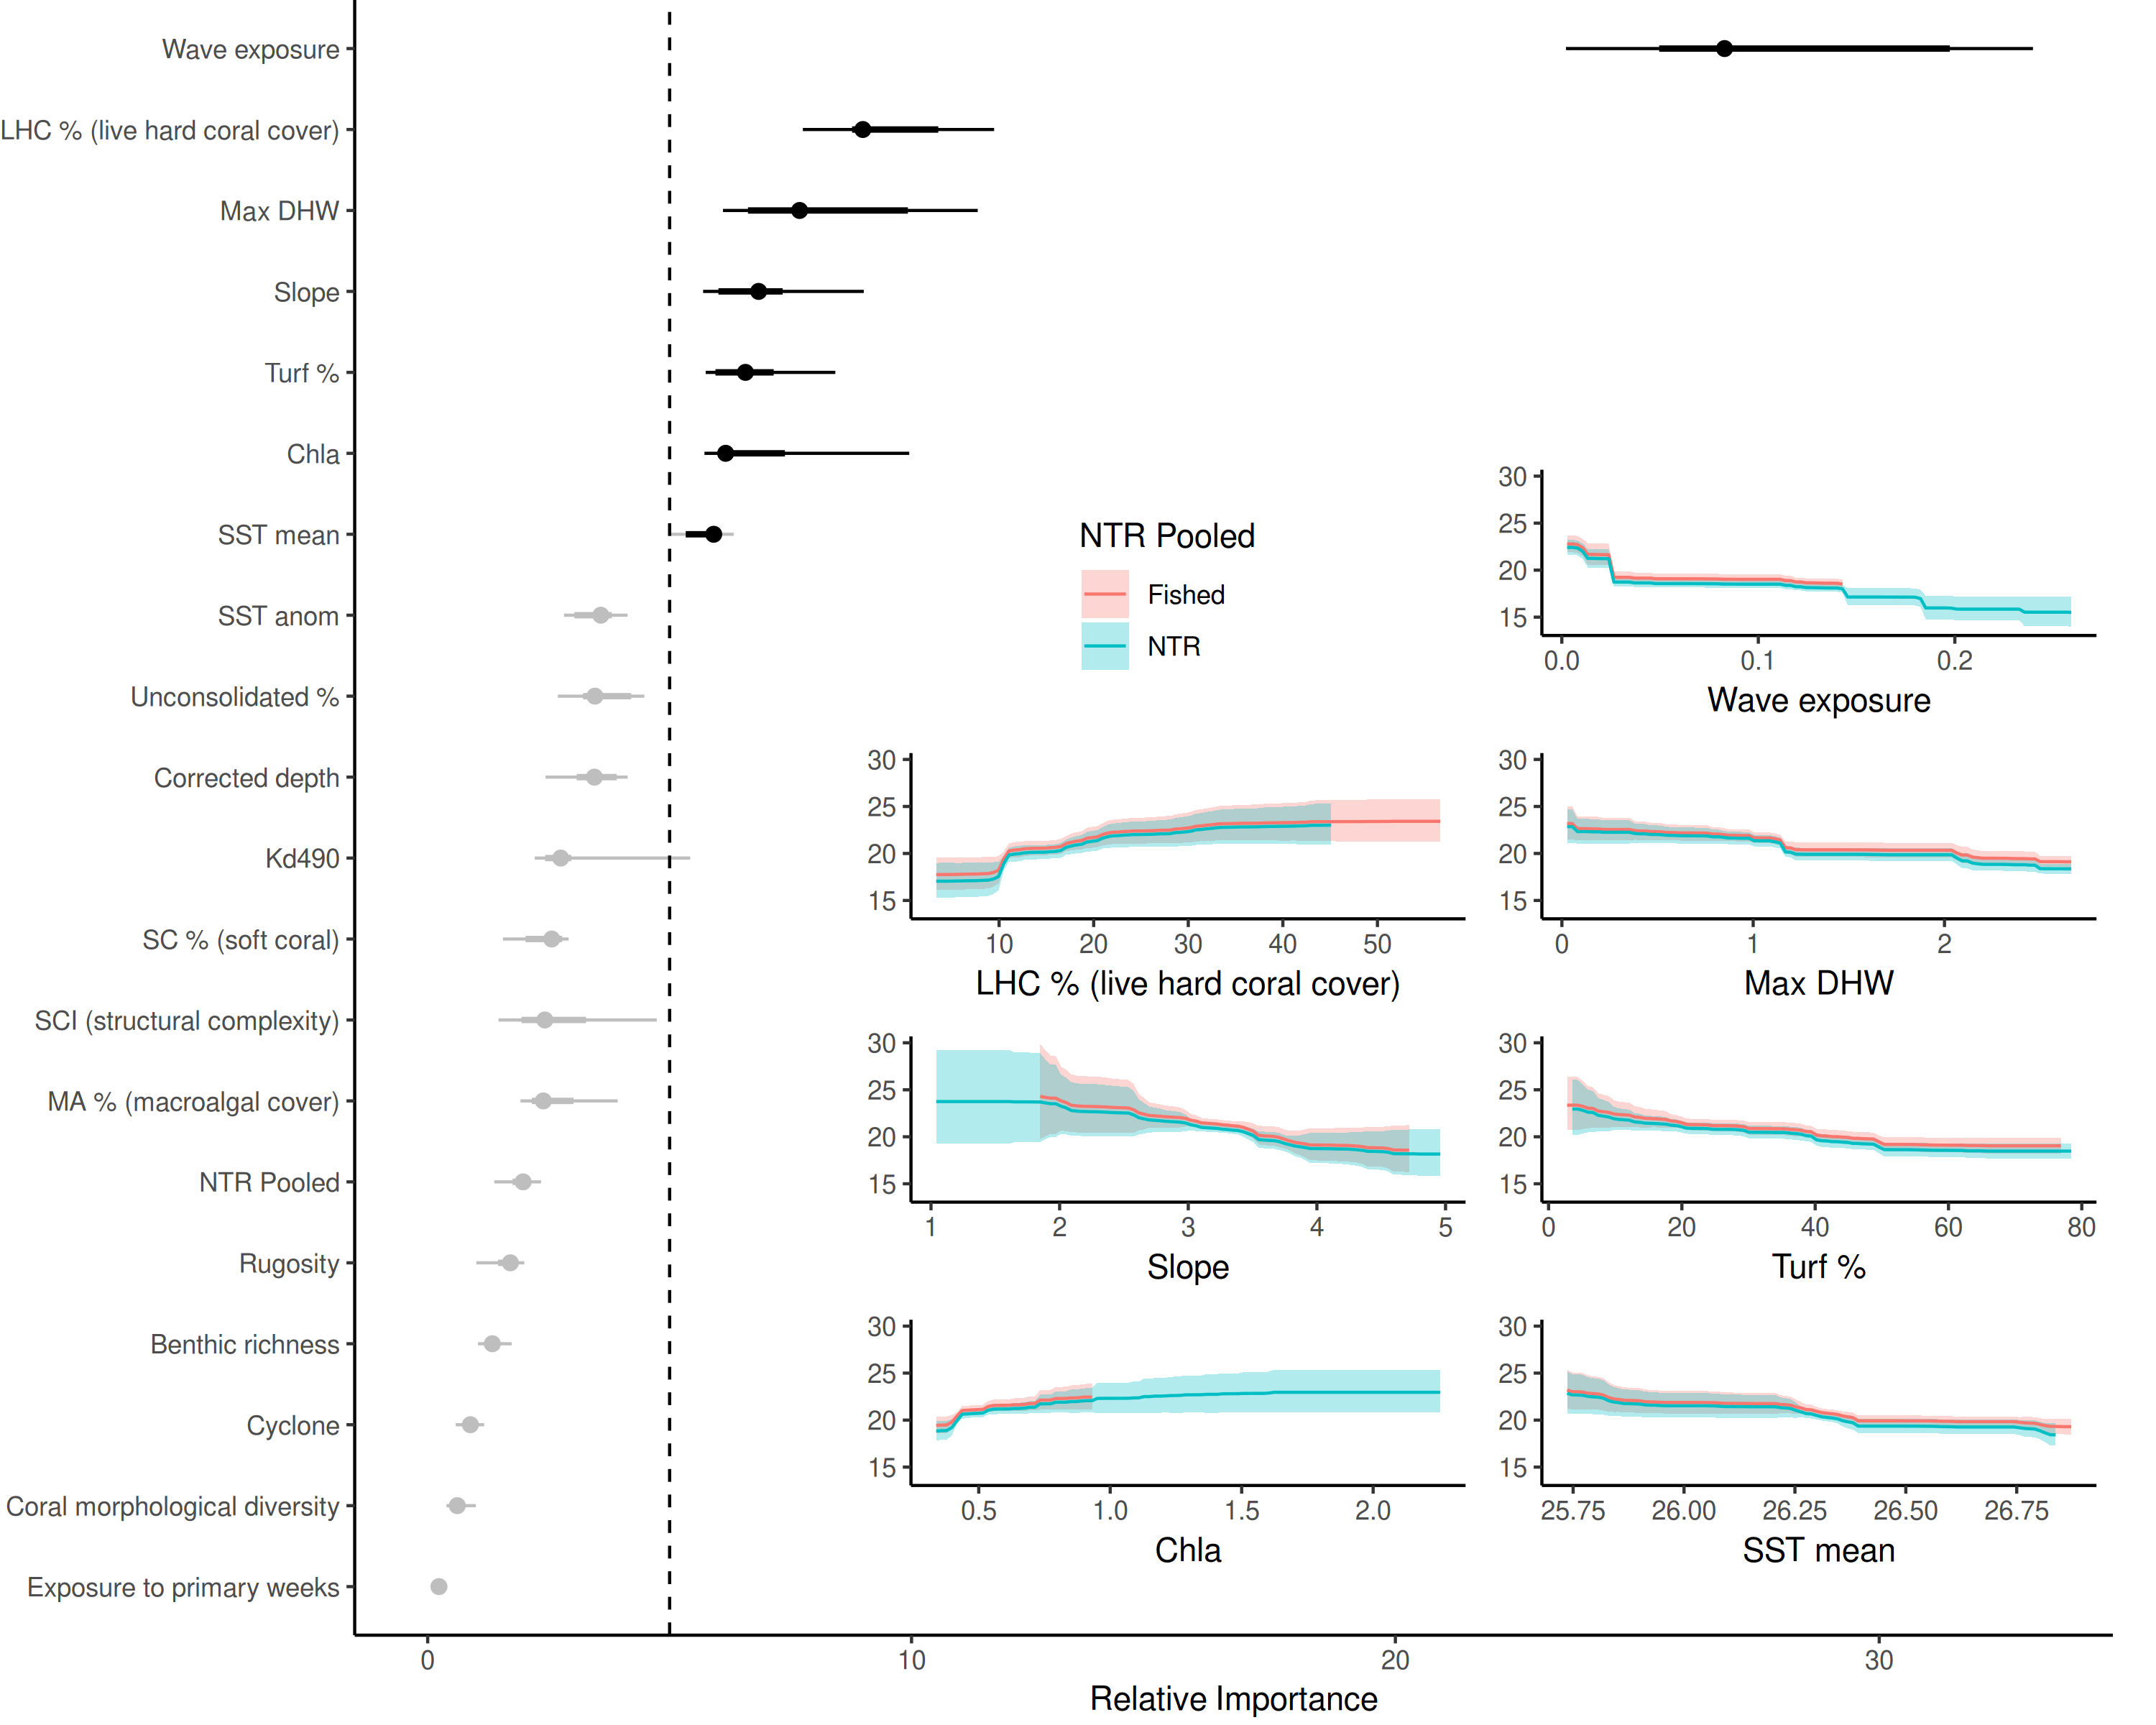 Wave exposure
LHC % (live hard coral cover)
Max DHW
Slope
Turf %
Chla
SST mean
SST anom
Unconsolidated %
Corrected depth
Kd490
SC % (soft coral)
SCI (structural complexity)
MA % (macroalgal cover)
NTR Pooled
Rugosity
Benthic richness
Cyclone
Coral morphological diversity
Exposure to primary weeks
0 10 20 30
Relative Importance
NTR Pooled
Fished
NTR
30
25
20
15
0.0 0.1 0.2
Wave exposure
30
25
20
15
10 20 30 40 50
LHC % (live hard coral cover)
30
25
20
15
0 1 2
Max DHW
30
25
20
15
1 2 3 4 5
Slope
30
25
20
15
0 20 40 60 80
Turf %
30
25
20
15
0.5 1.0 1.5 2.0
Chla
30
25
20
15
25.75 26.00 26.25 26.50 26.75
SST mean